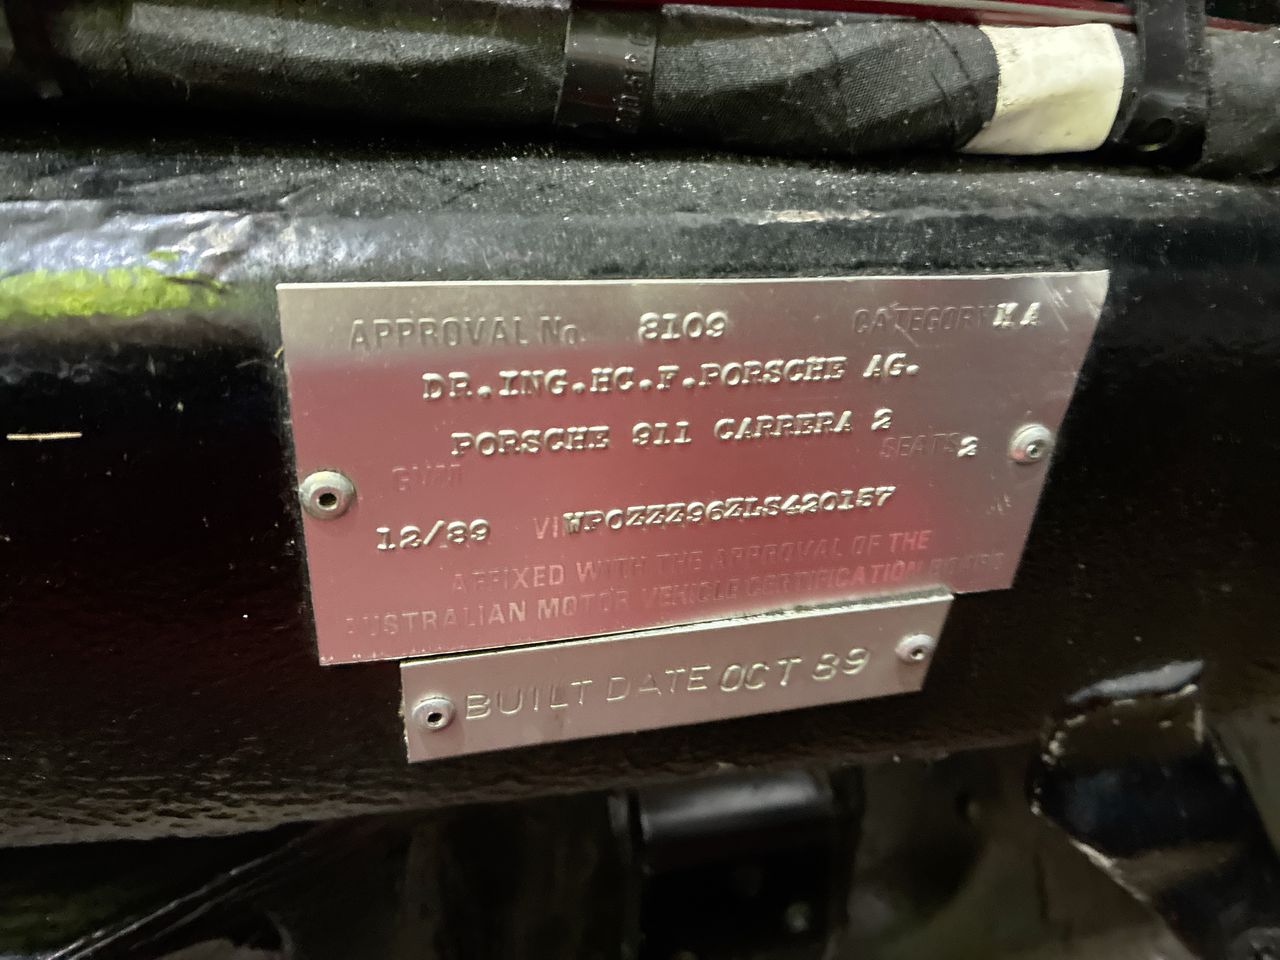 APPROVAL No. 8109 CATEGORY MA
DR.ING.HC.F.PORSCHE AG.
PORSCHE 911 CARRERA 2
SEATS 2
12/89 VIN WPOZZZ96ZLS420157
AFFIXED WITH THE APPROVAL OF THE
AUSTRALIAN MOTOR VEHICLE CERTIFICATION BOARD
BUILT DATE OCT 89